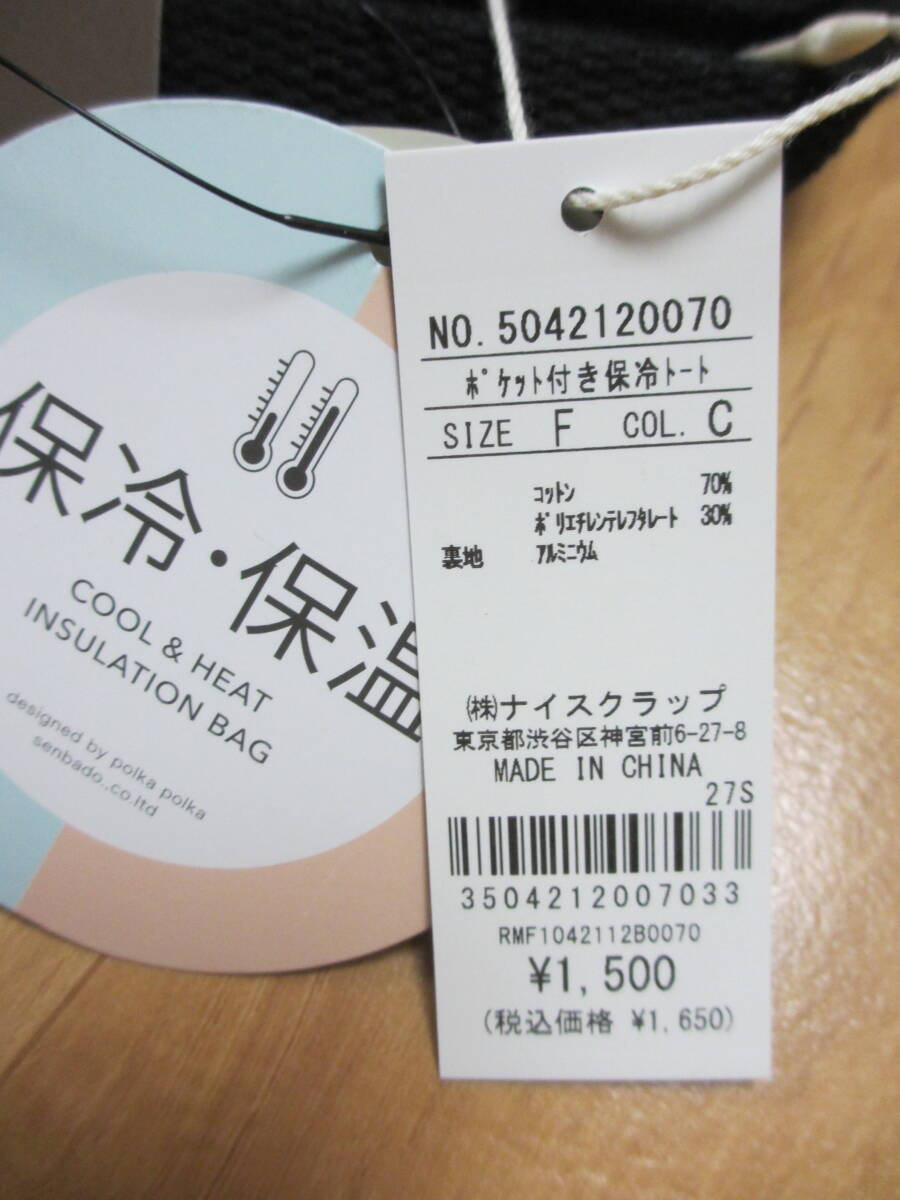 保冷・保温
COOL & HEAT
INSULATION BAG
designed by polka polka
senbado.,co.ltd
NO. 5042120070
ﾎﾟｹｯﾄ付き保冷ﾄｰﾄ
SIZE F COL. C
ｺｯﾄﾝ 70%
ﾎﾟﾘｴﾁﾚﾝﾃﾚﾌﾀﾚｰﾄ 30%
裏地 ｱﾙﾐﾆｳﾑ
㈱ナイスクラップ
東京都渋谷区神宮前6-27-8
MADE IN CHINA
27S
3504212007033
RMF1042112B0070
¥1,500
(税込価格 ¥1,650)